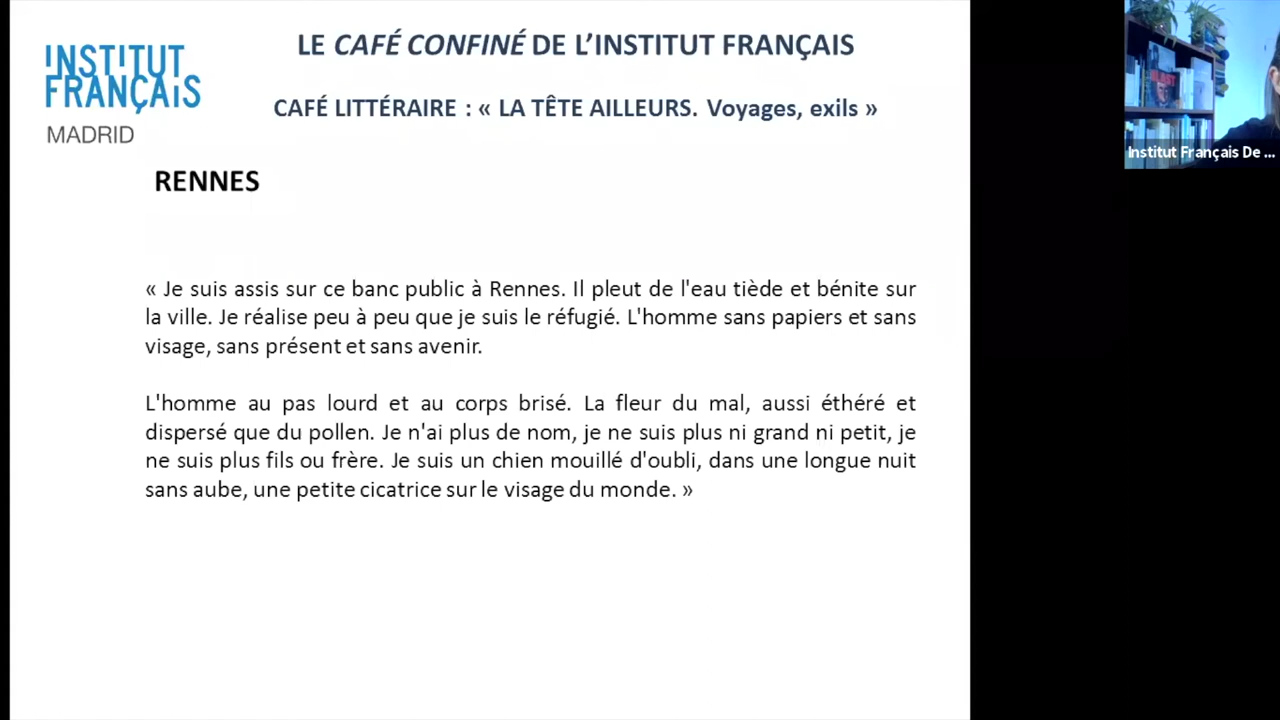 INSTITUT
FRANÇAIS
MADRID
LE CAFÉ CONFINÉ DE L'INSTITUT FRANÇAIS
CAFÉ LITTÉRAIRE : « LA TÊTE AILLEURS. Voyages, exils »
RENNES
« Je suis assis sur ce banc public à Rennes. Il pleut de l'eau tiède et bénite sur
la ville. Je réalise peu à peu que je suis le réfugié. L'homme sans papiers et sans
visage, sans présent et sans avenir.
L'homme au pas lourd et au corps brisé. La fleur du mal, aussi éthéré et
dispersé que du pollen. Je n'ai plus de nom, je ne suis plus ni grand ni petit, je
ne suis plus fils ou frère. Je suis un chien mouillé d'oubli, dans une longue nuit
sans aube, une petite cicatrice sur le visage du monde. »
Institut Français De ...